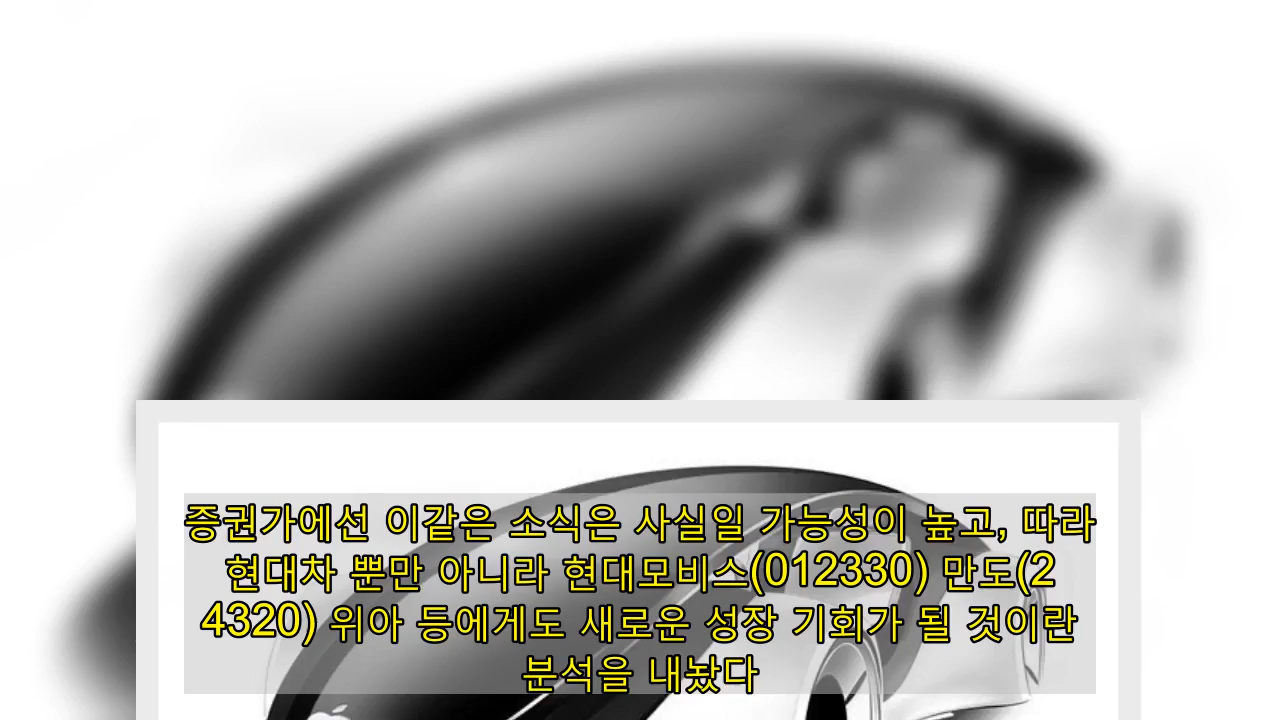 증권가에선 이같은 소식은 사실일 가능성이 높고, 따라
현대차 뿐만 아니라 현대모비스(012330) 만도(2
4320) 위아 등에게도 새로운 성장 기회가 될 것이란
분석을 내놨다